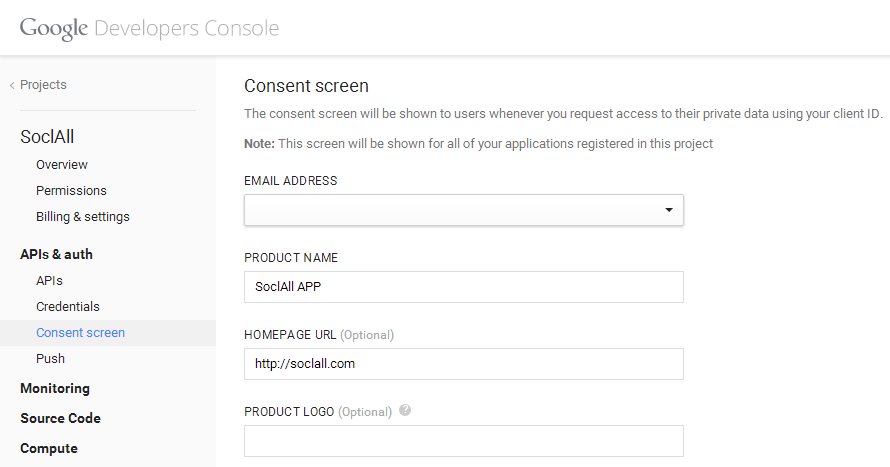 Google Developers Console
Projects
SoclAll
Overview
Permissions
Billing & settings
APIs & auth
APIs
Credentials
Consent screen
Push
Monitoring
Source Code
Compute
Consent screen
The consent screen will be shown to users whenever you request access to their private data using your client ID.
Note: This screen will be shown for all of your applications registered in this project
EMAIL ADDRESS
PRODUCT NAME
SoclAll APP
HOMEPAGE URL (Optional)
http://soclall.com
PRODUCT LOGO (Optional) ?